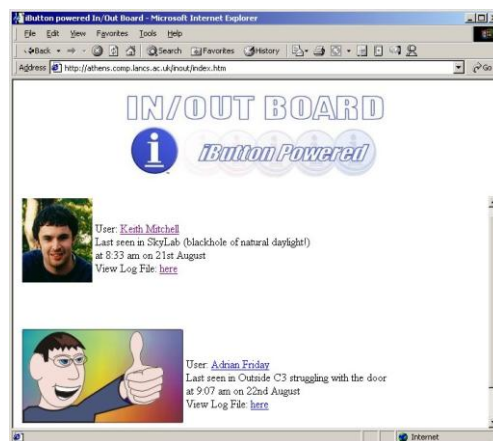 iButton powered In/Out Board - Microsoft Internet Explorer
File Edit View Favorites Tools Help
Back Search Favorites History
Address http://athens.comp.lancs.ac.uk/inout/index.htm Go
IN/OUT BOARD
i iButton Powered
User: Keith Mitchell
Last seen in SkyLab (blackhole of natural daylight!)
at 8:33 am on 21st August
View Log File: here
User: Adrian Friday
Last seen in Outside C3 struggling with the door
at 9:07 am on 22nd August
View Log File: here
Internet